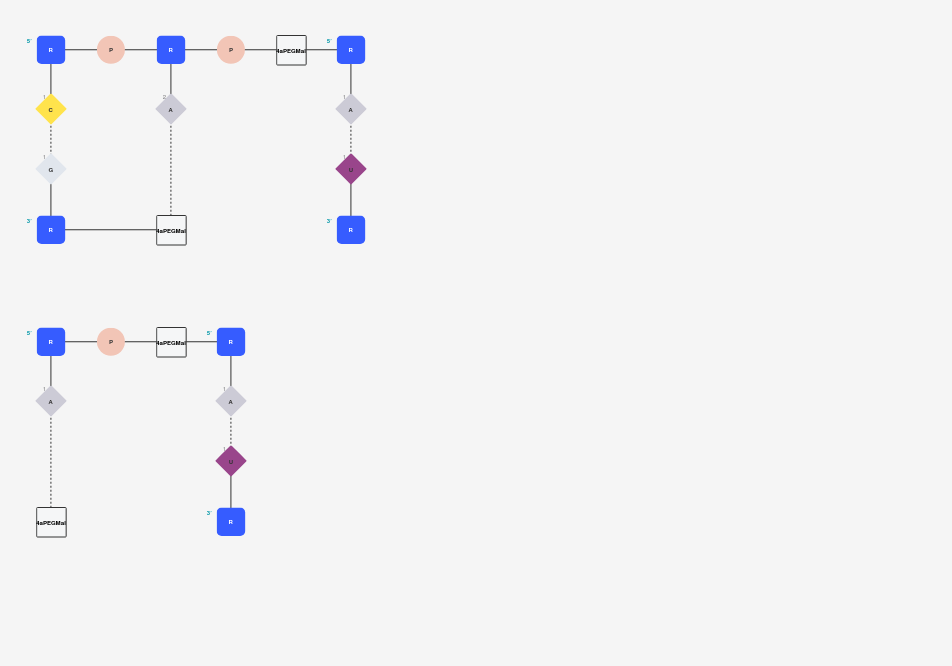 5' R P R P 4aPEGMal 5' R
1 C 2 A 1 A
1 G 1 U
3' R 4aPEGMal 3' R
5' R P 4aPEGMal 5' R
1 A 1 A
1 U
4aPEGMal 3' R